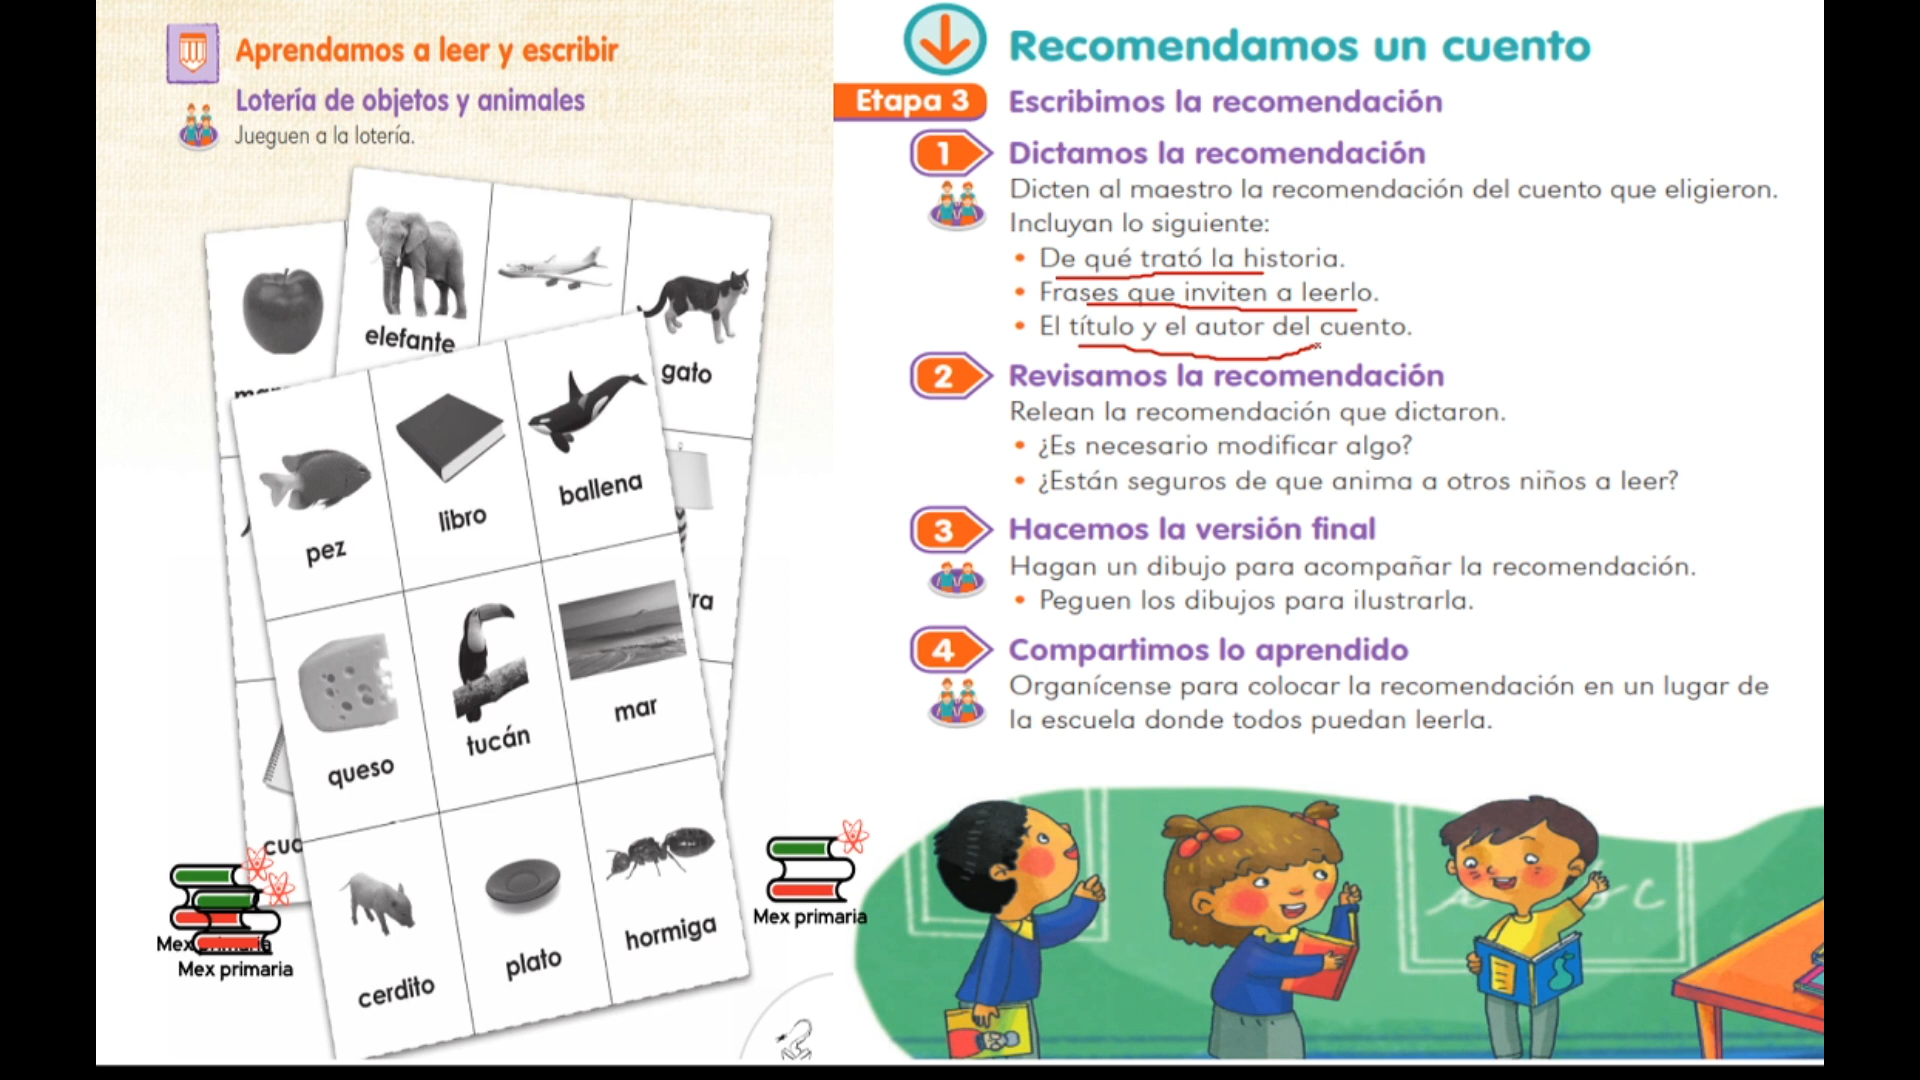 Aprendamos a leer y escribir
Lotería de objetos y animales
Jueguen a la lotería.
elefante
gato
pez
libro
ballena
queso
tucán
mar
cerdito
plato
hormiga
Mex primaria
Mex primaria
Recomendamos un cuento
Etapa 3
Escribimos la recomendación
1 Dictamos la recomendación
Dicten al maestro la recomendación del cuento que eligieron.
Incluyan lo siguiente:
• De qué trató la historia.
• Frases que inviten a leerlo.
• El título y el autor del cuento.
2 Revisamos la recomendación
Relean la recomendación que dictaron.
• ¿Es necesario modificar algo?
• ¿Están seguros de que anima a otros niños a leer?
3 Hacemos la versión final
Hagan un dibujo para acompañar la recomendación.
• Peguen los dibujos para ilustrarla.
4 Compartimos lo aprendido
Organícense para colocar la recomendación en un lugar de
la escuela donde todos puedan leerla.